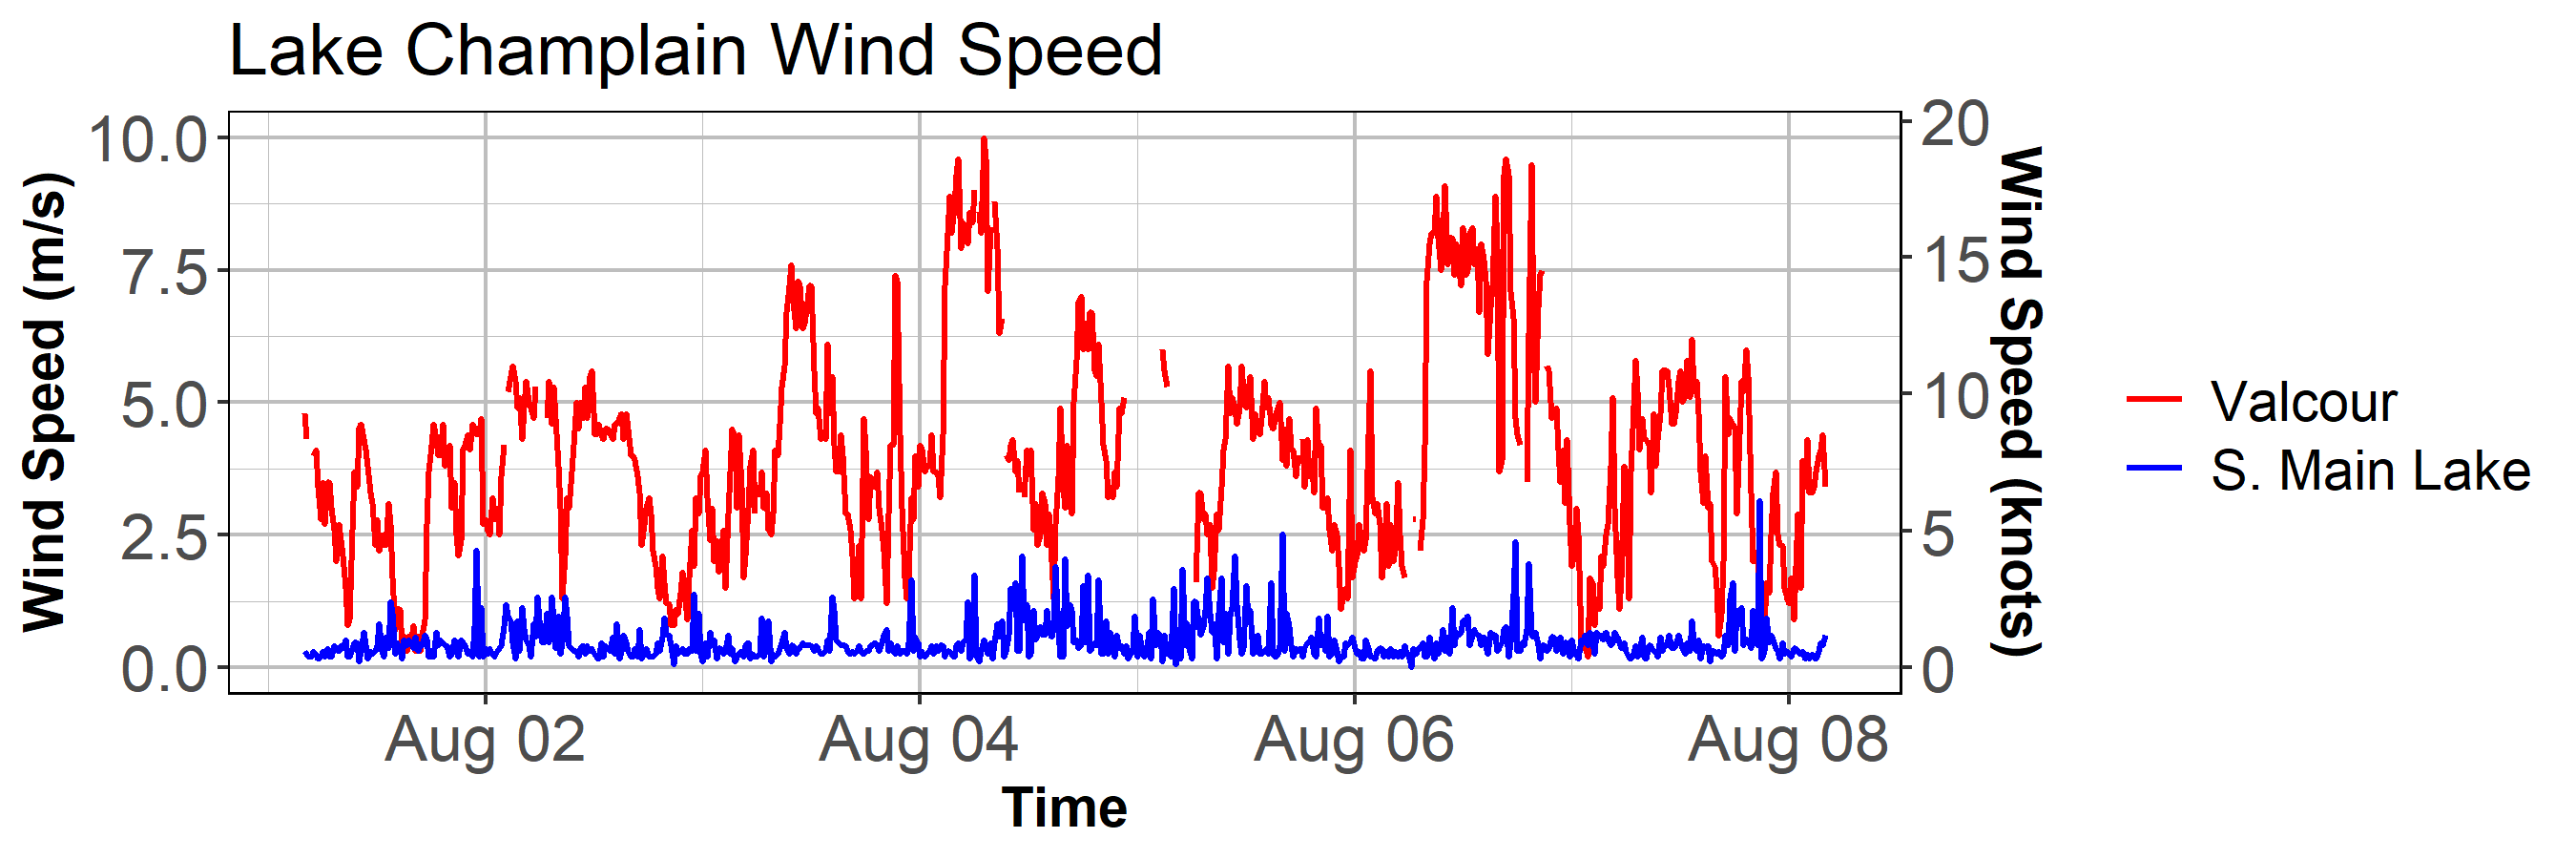 Lake Champlain Wind Speed
Wind Speed (m/s)
10.0
7.5
5.0
2.5
0.0
20
15
10
5
0
Wind Speed (knots)
Aug 02
Aug 04
Aug 06
Aug 08
Time
Valcour
S. Main Lake